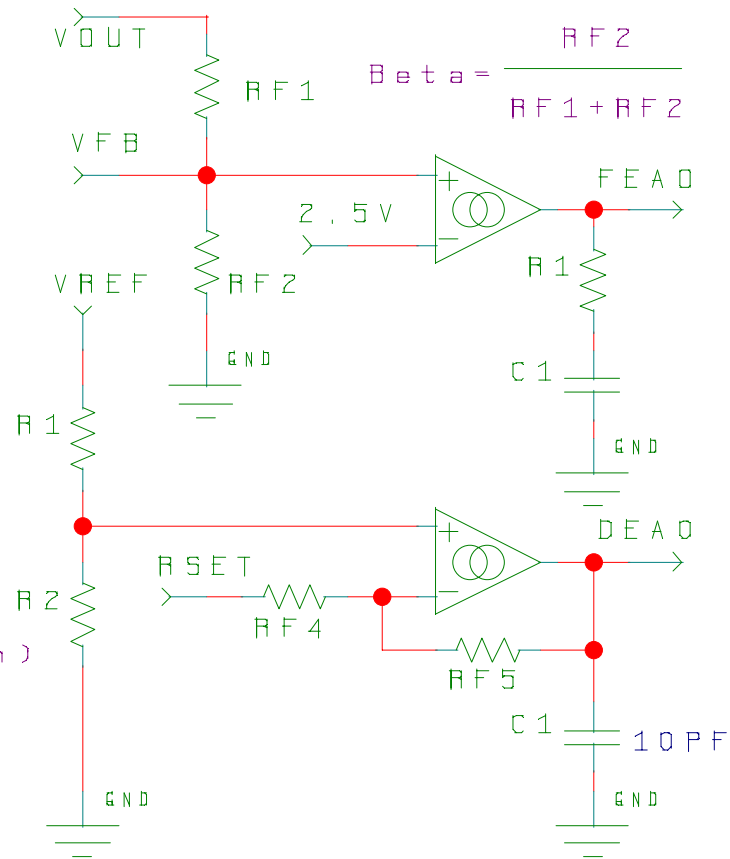 VOUT
RF2
Beta=
RF1
RF1+RF2
VFB
+
FEAO
2.5V
−
R1
VREF
RF2
GND
C1
R1
GND
+
DEAO
RSET
−
R2
RF4
n)
RF5
C1
10PF
GND
GND